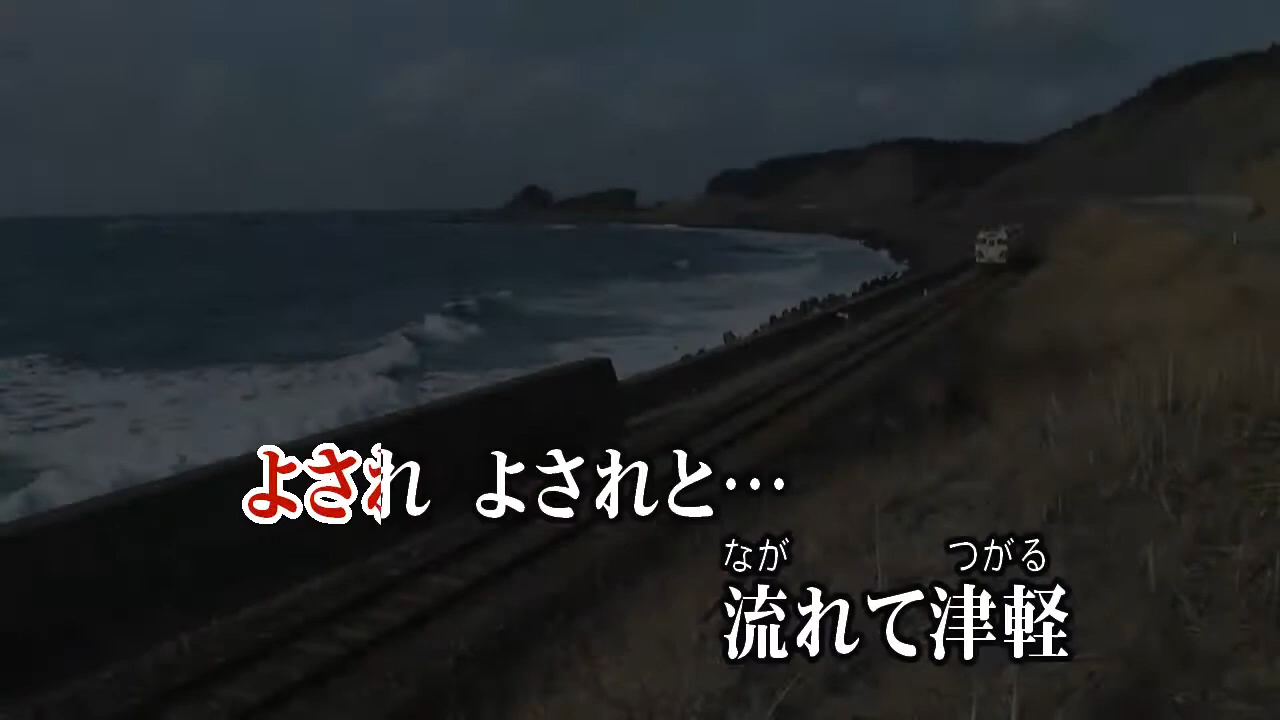 よされ よされと…
なが つがる
流れて津軽